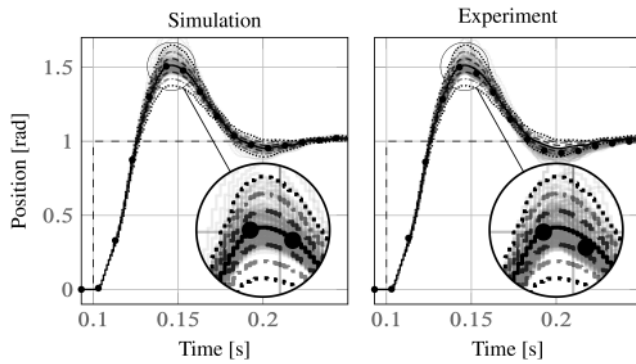 Simulation
Experiment
Position [rad]
1.5
1
0.5
0
0.1
0.15
0.2
0.1
0.15
0.2
Time [s]
Time [s]